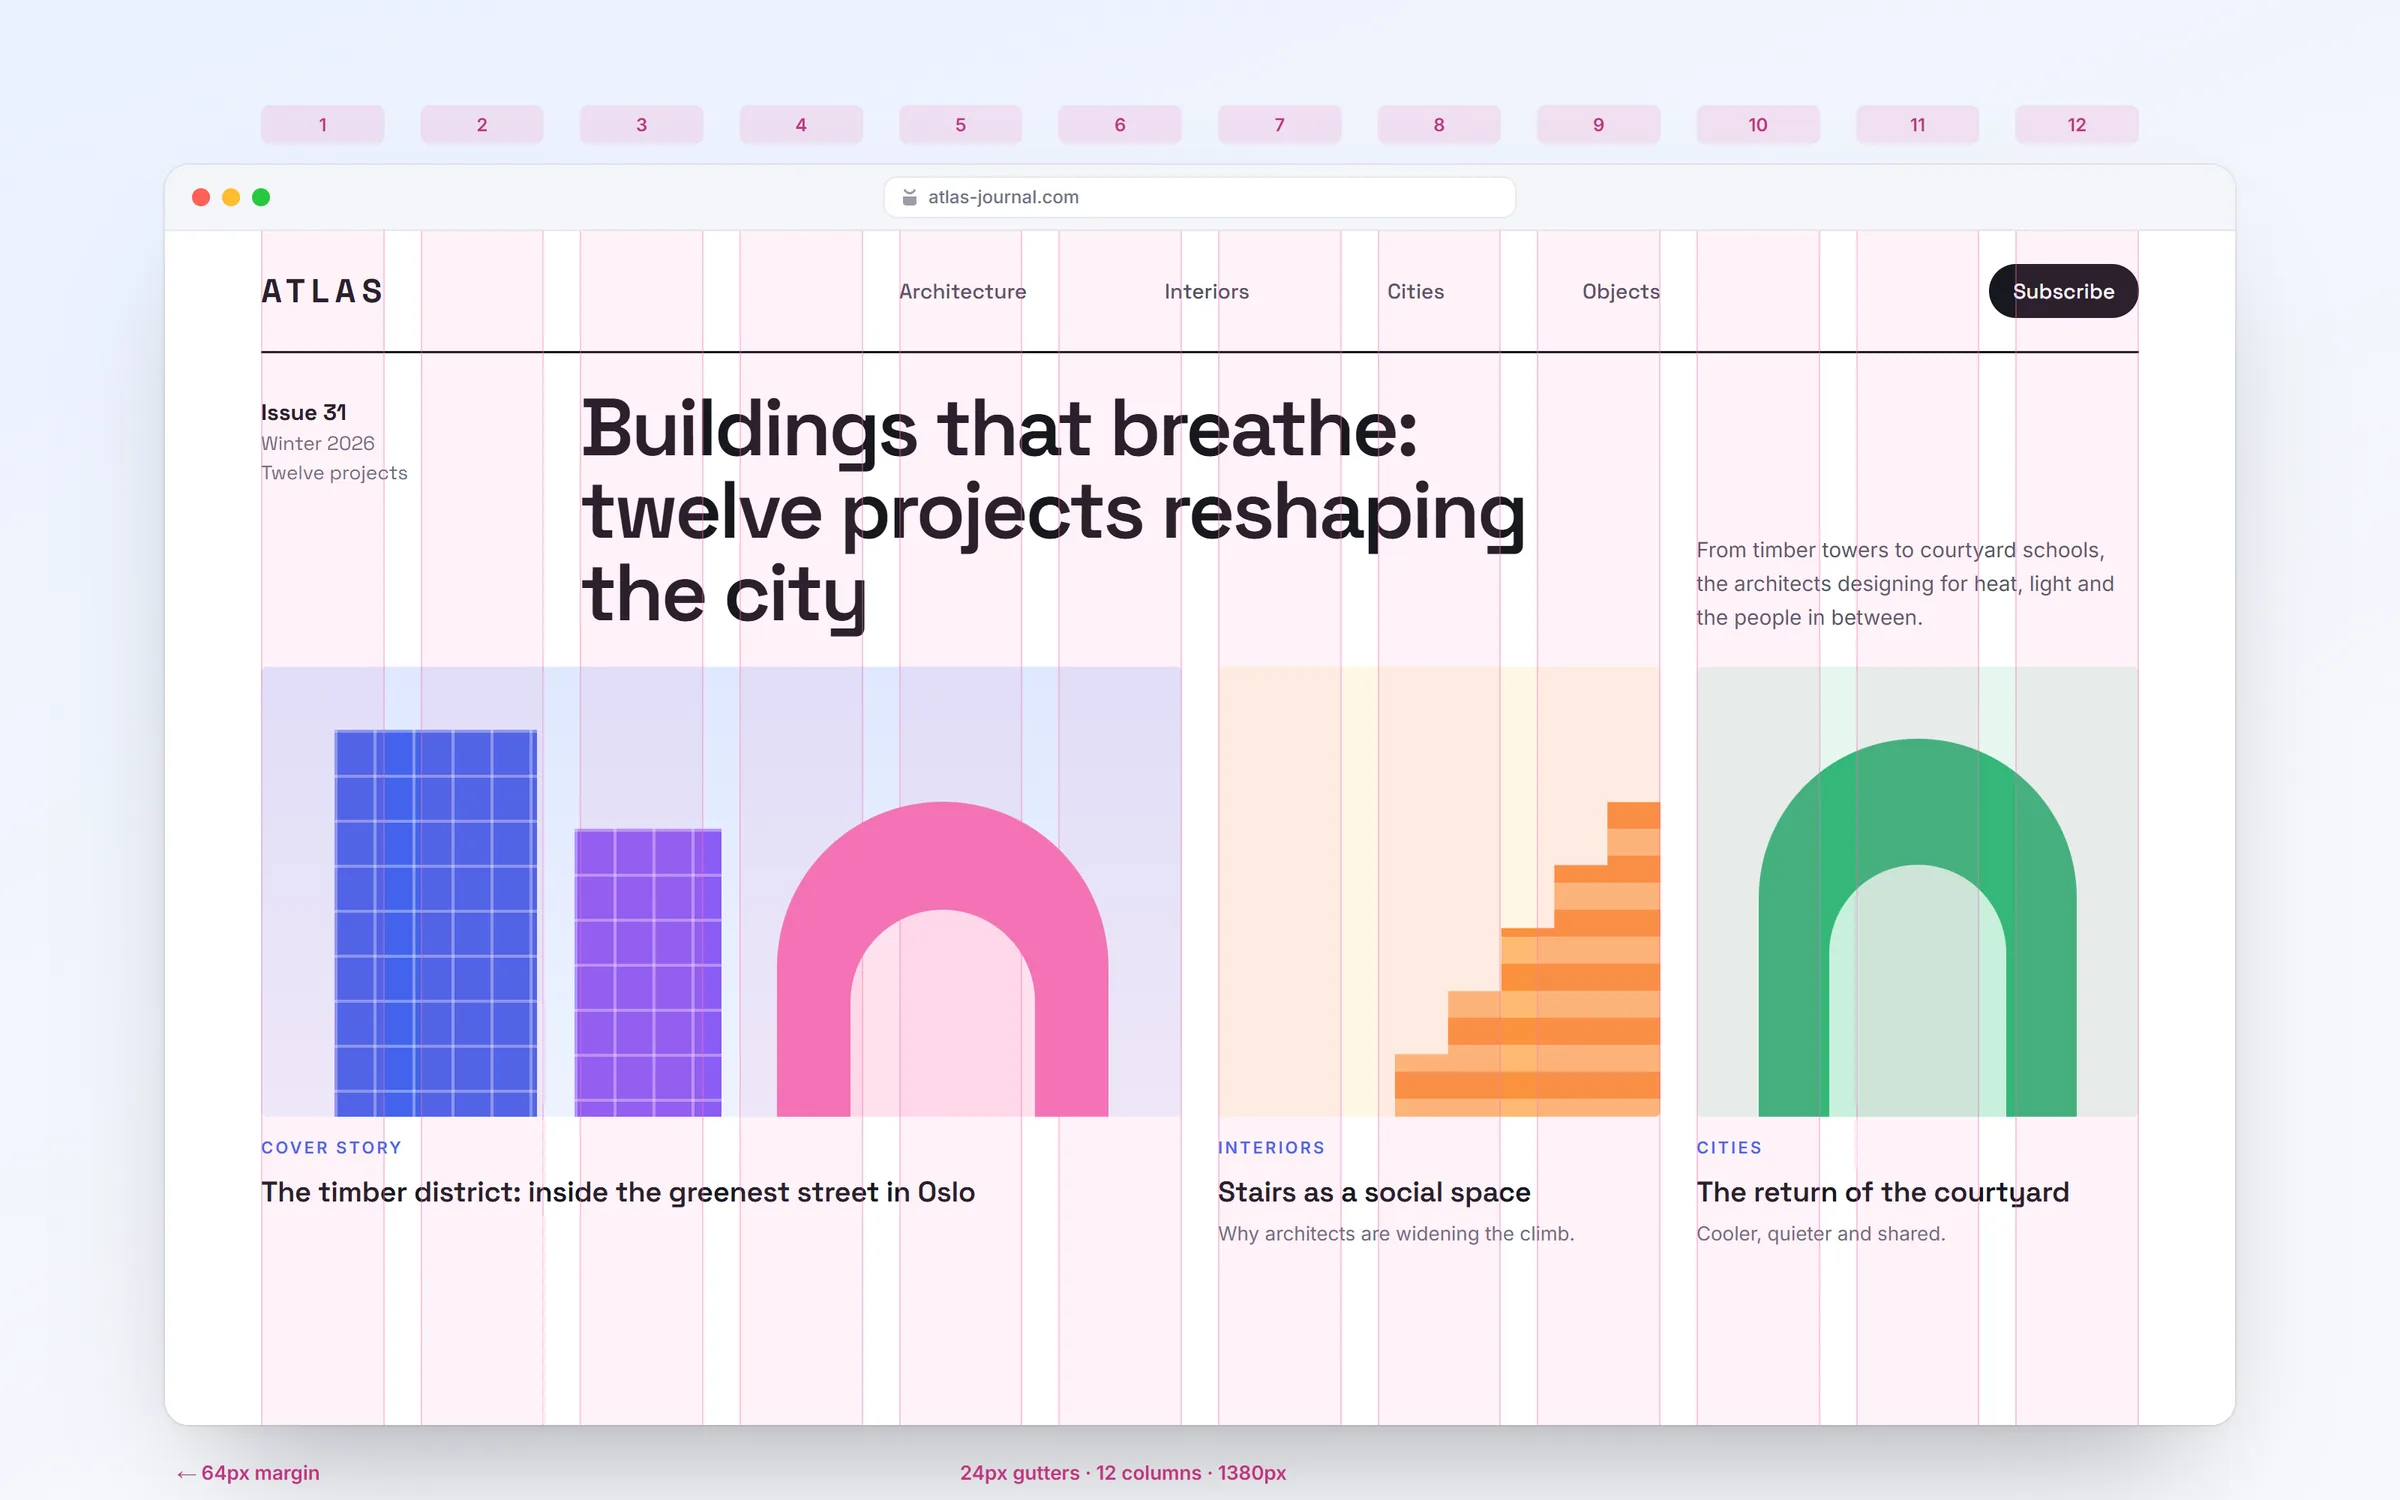 1 2 3 4 5 6 7 8 9 10 11 12
atlas-journal.com
ATLAS Architecture Interiors Cities Objects Subscribe
Issue 31
Winter 2026
Twelve projects
Buildings that breathe:
twelve projects reshaping
the city
From timber towers to courtyard schools,
the architects designing for heat, light and
the people in between.
COVER STORY
The timber district: inside the greenest street in Oslo
INTERIORS
Stairs as a social space
Why architects are widening the climb.
CITIES
The return of the courtyard
Cooler, quieter and shared.
← 64px margin
24px gutters · 12 columns · 1380px